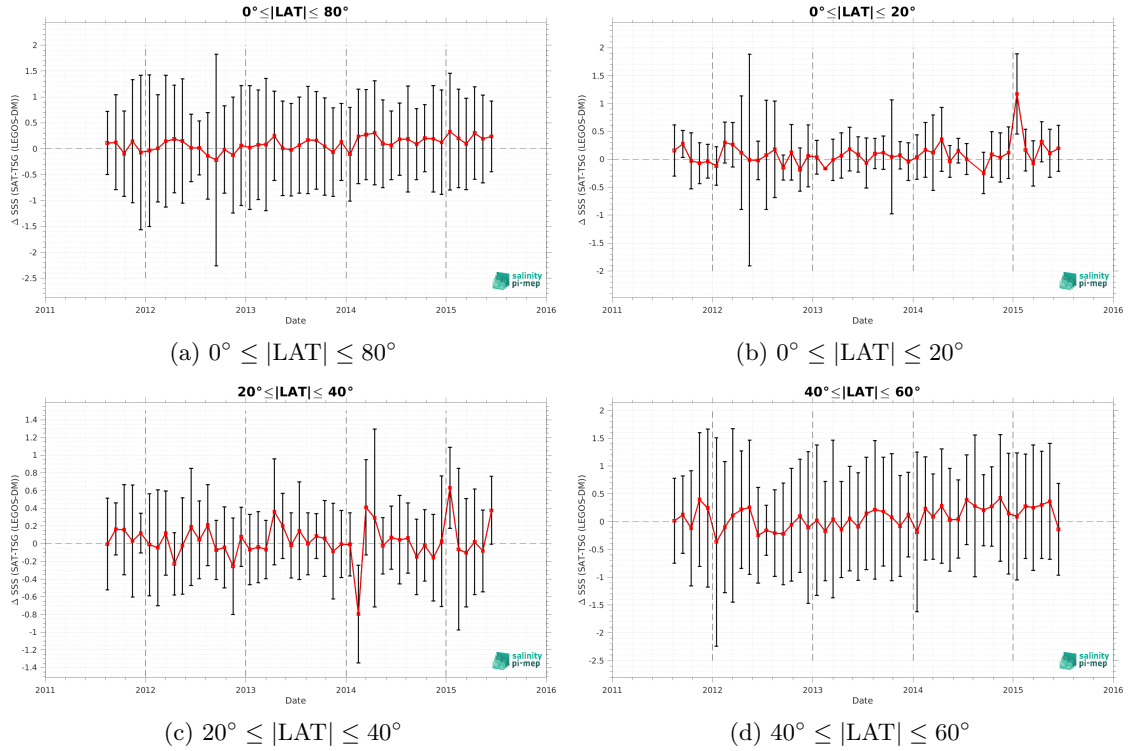 0°≤|LAT|≤ 80°
Δ SSS (SAT-TSG (LEGOS-DM))
2
1.5
1
0.5
0
-0.5
-1
-1.5
-2
-2.5
2011 2012 2013 2014 2015 2016
Date
salinity
pi-mep
(a) 0° ≤ |LAT| ≤ 80°
0°≤|LAT|≤ 20°
Δ SSS (SAT-TSG (LEGOS-DM))
2
1.5
1
0.5
0
-0.5
-1
-1.5
-2
2011 2012 2013 2014 2015 2016
Date
salinity
pi-mep
(b) 0° ≤ |LAT| ≤ 20°
20°≤|LAT|≤ 40°
Δ SSS (SAT-TSG (LEGOS-DM))
1.4
1.2
1
0.8
0.6
0.4
0.2
0
-0.2
-0.4
-0.6
-0.8
-1
-1.2
-1.4
2011 2012 2013 2014 2015 2016
Date
salinity
pi-mep
(c) 20° ≤ |LAT| ≤ 40°
40°≤|LAT|≤ 60°
Δ SSS (SAT-TSG (LEGOS-DM))
2
1.5
1
0.5
0
-0.5
-1
-1.5
-2
-2.5
2011 2012 2013 2014 2015 2016
Date
salinity
pi-mep
(d) 40° ≤ |LAT| ≤ 60°